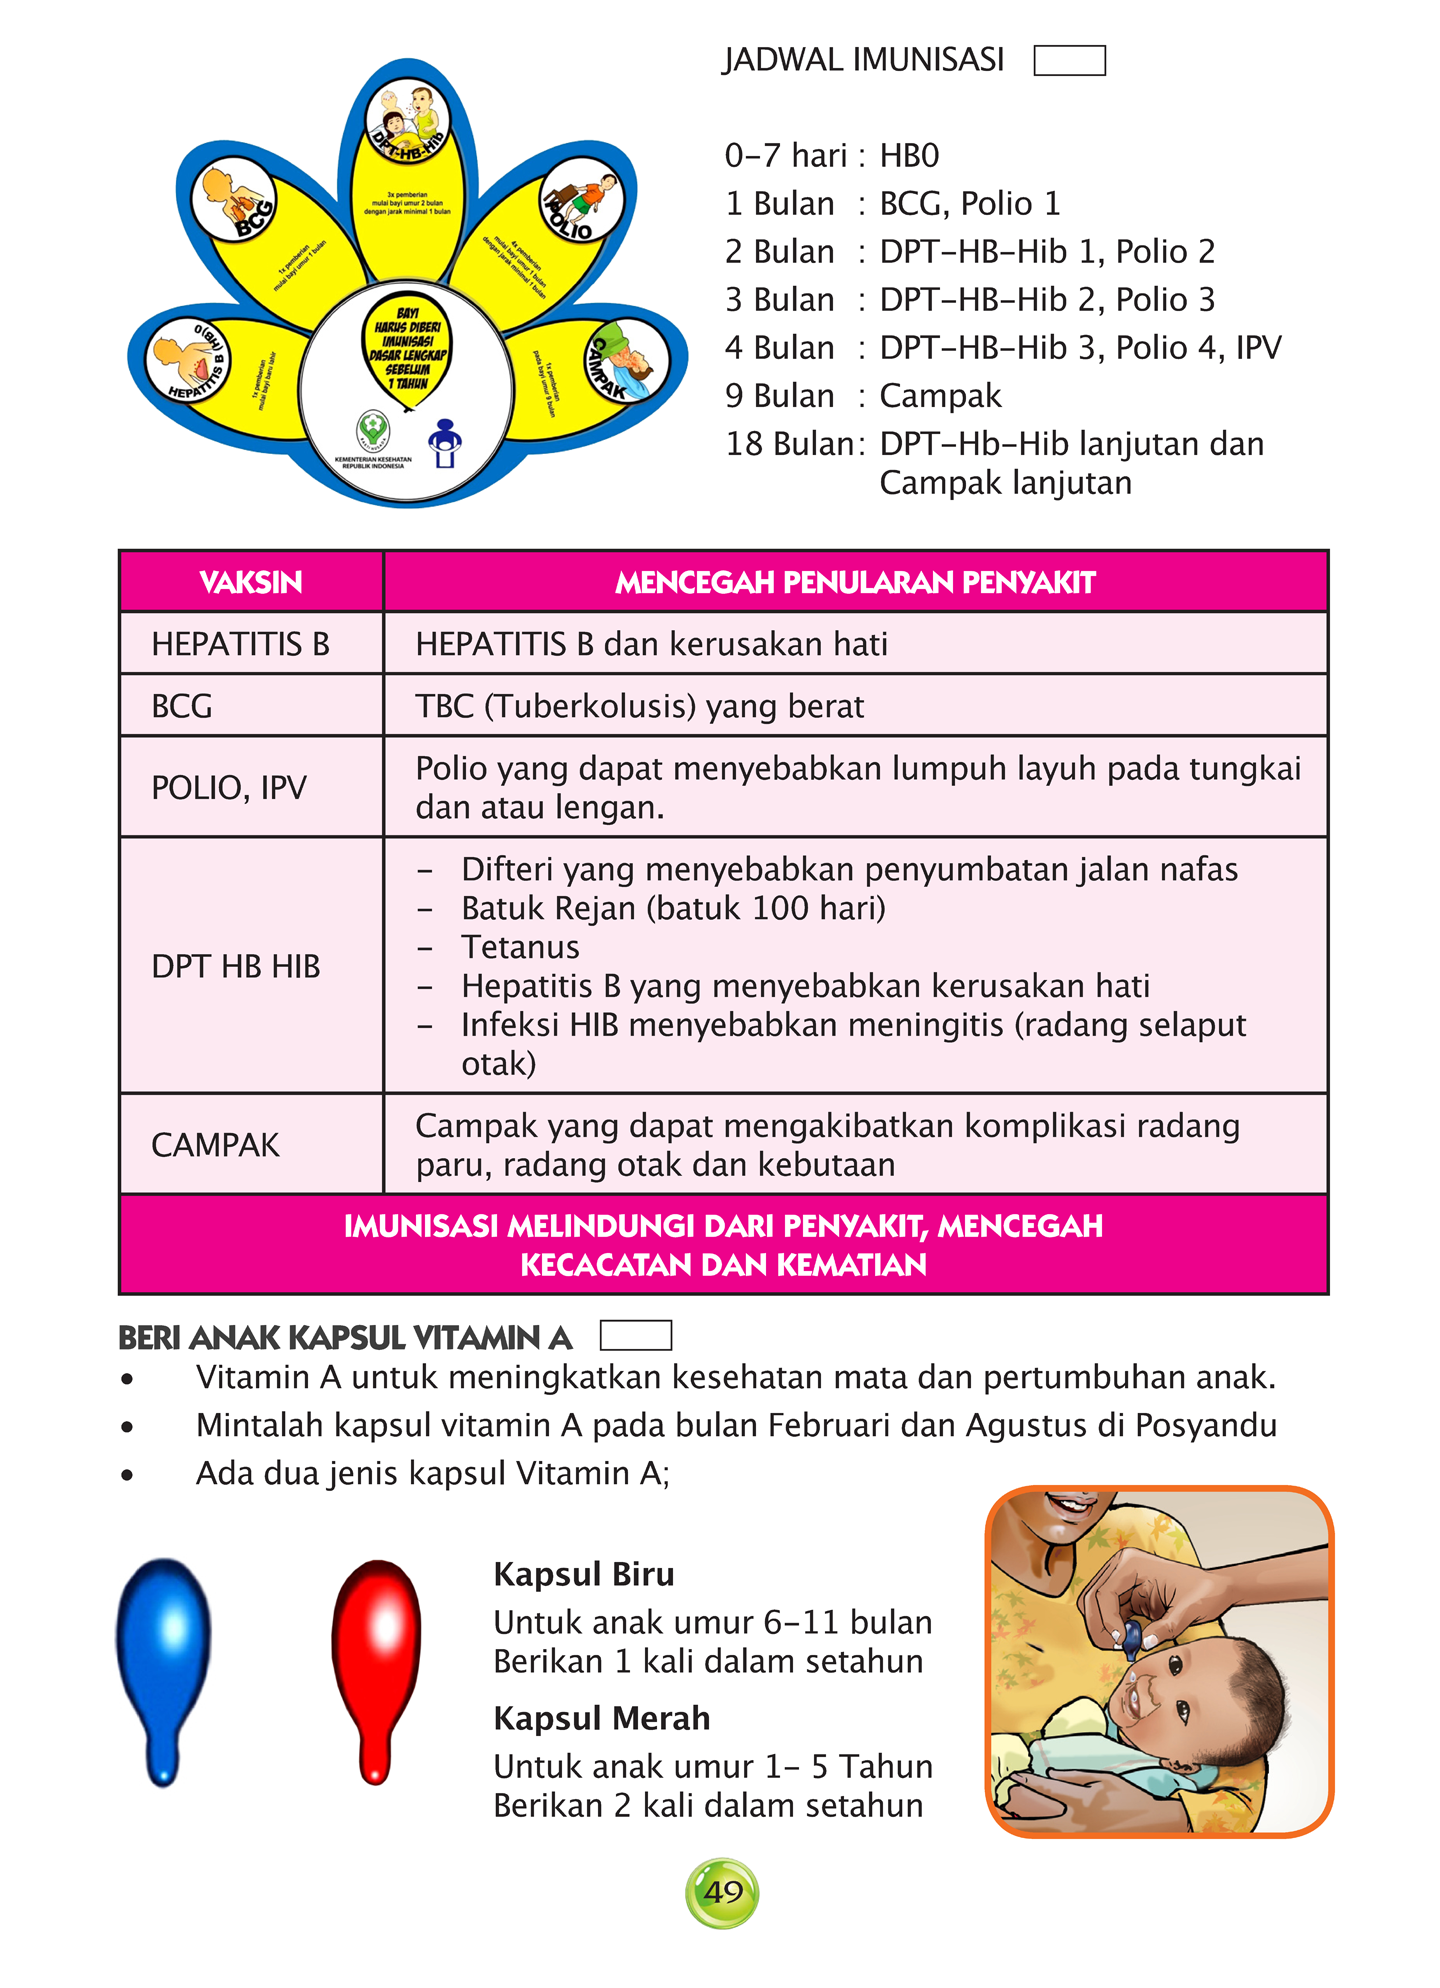 JADWAL IMUNISASI
0-7 hari : HB0
1 Bulan : BCG, Polio 1
2 Bulan : DPT-HB-Hib 1, Polio 2
3 Bulan : DPT-HB-Hib 2, Polio 3
4 Bulan : DPT-HB-Hib 3, Polio 4, IPV
9 Bulan : Campak
18 Bulan : DPT-Hb-Hib lanjutan dan
Campak lanjutan
HEPATITIS B (HB)0
1x pemberian
mulai bayi baru lahir
BCG
1x pemberian
mulai bayi umur 1 bulan
DPT-HB-Hib
3x pemberian
mulai bayi umur 2 bulan
dengan jarak minimal 1 bulan
POLIO
4x pemberian
mulai bayi umur 1 bulan
dengan jarak minimal 1 bulan
CAMPAK
1x pemberian
pada bayi umur 9 bulan
BAYI
HARUS DIBERI
IMUNISASI
DASAR LENGKAP
SEBELUM
1 TAHUN
KEMENTERIAN KESEHATAN
REPUBLIK INDONESIA
VAKSIN MENCEGAH PENULARAN PENYAKIT
HEPATITIS B HEPATITIS B dan kerusakan hati
BCG TBC (Tuberkolusis) yang berat
POLIO, IPV
Polio yang dapat menyebabkan lumpuh layuh pada tungkai
dan atau lengan.
DPT HB HIB
- Difteri yang menyebabkan penyumbatan jalan nafas
- Batuk Rejan (batuk 100 hari)
- Tetanus
- Hepatitis B yang menyebabkan kerusakan hati
- Infeksi HIB menyebabkan meningitis (radang selaput
otak)
CAMPAK
Campak yang dapat mengakibatkan komplikasi radang
paru, radang otak dan kebutaan
IMUNISASI MELINDUNGI DARI PENYAKIT, MENCEGAH
KECACATAN DAN KEMATIAN
BERI ANAK KAPSUL VITAMIN A
• Vitamin A untuk meningkatkan kesehatan mata dan pertumbuhan anak.
• Mintalah kapsul vitamin A pada bulan Februari dan Agustus di Posyandu
• Ada dua jenis kapsul Vitamin A;
Kapsul Biru
Untuk anak umur 6-11 bulan
Berikan 1 kali dalam setahun
Kapsul Merah
Untuk anak umur 1- 5 Tahun
Berikan 2 kali dalam setahun
49